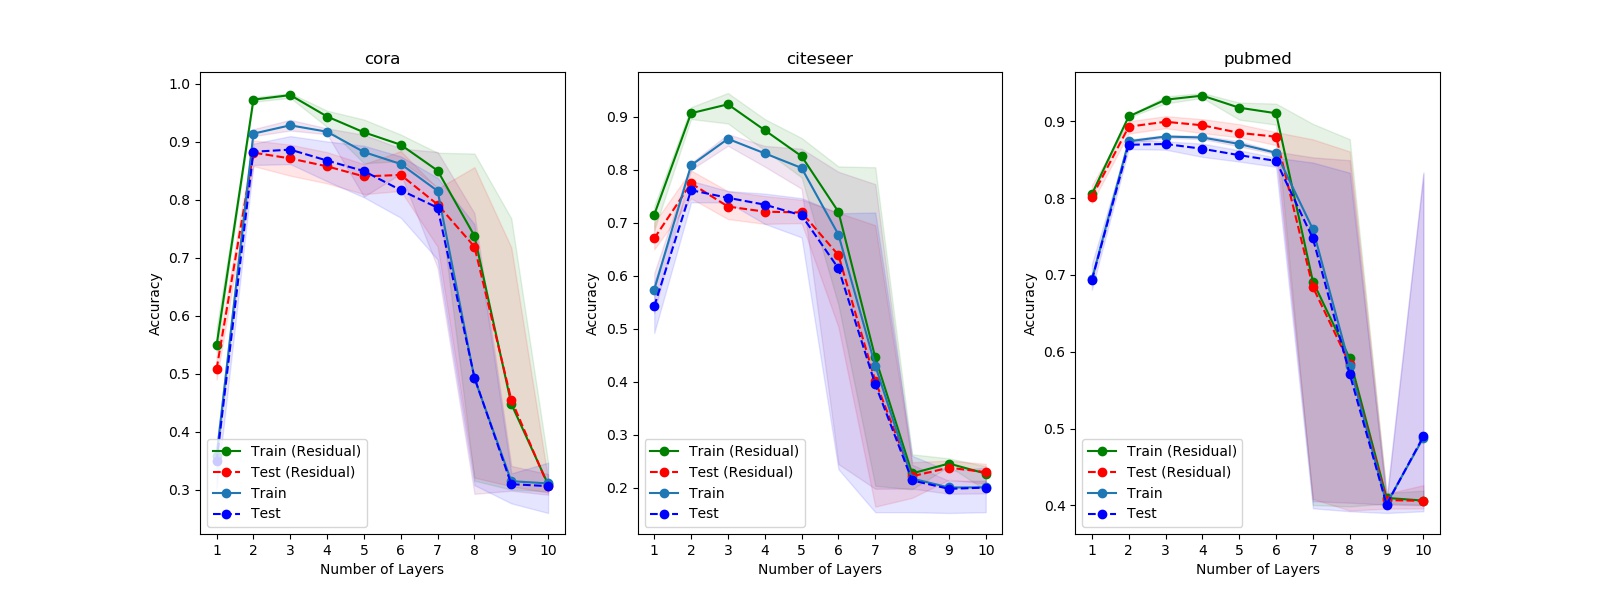 cora
1.0
0.9
0.8
0.7
0.6
0.5
0.4
0.3
Accuracy
Train (Residual)
Test (Residual)
Train
Test
1 2 3 4 5 6 7 8 9 10
Number of Layers
citeseer
0.9
0.8
0.7
0.6
0.5
0.4
0.3
0.2
Accuracy
Train (Residual)
Test (Residual)
Train
Test
1 2 3 4 5 6 7 8 9 10
Number of Layers
pubmed
0.9
0.8
0.7
0.6
0.5
0.4
Accuracy
Train (Residual)
Test (Residual)
Train
Test
1 2 3 4 5 6 7 8 9 10
Number of Layers